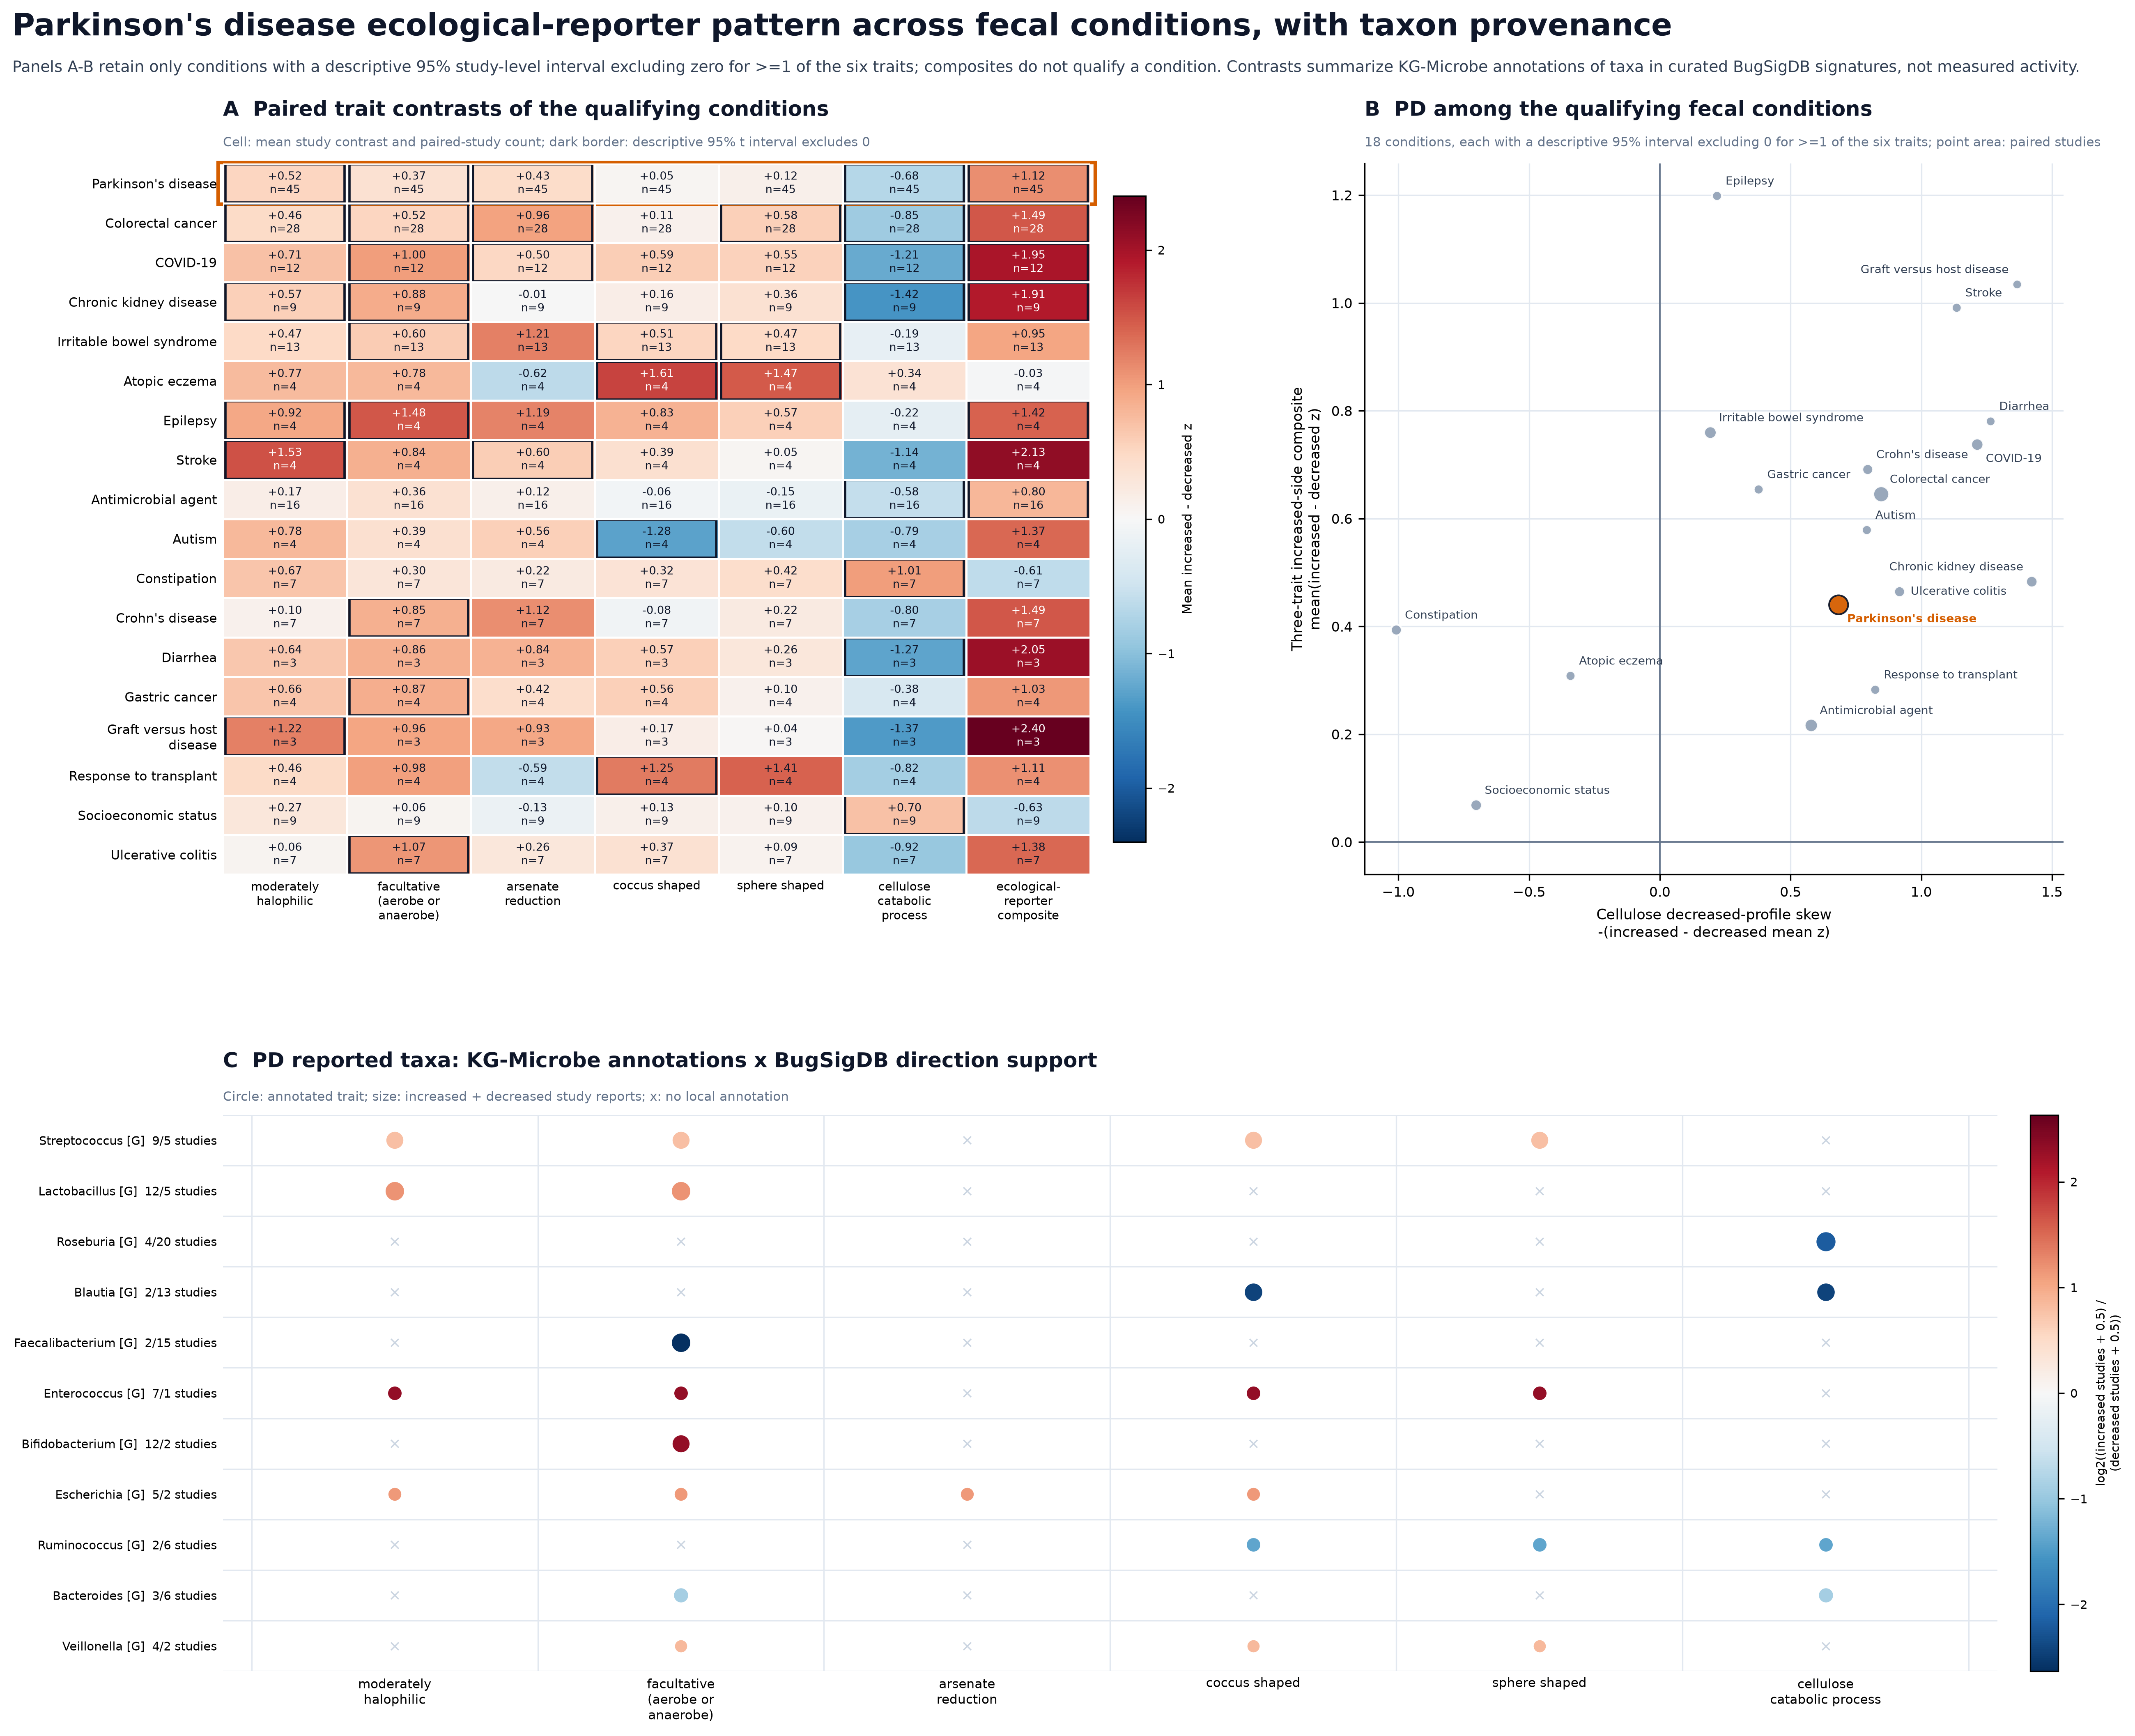 Parkinson's disease ecological-reporter pattern across fecal conditions, with taxon provenance
Panels A-B retain only conditions with a descriptive 95% study-level interval excluding zero for >=1 of the six traits; composites do not qualify a condition. Contrasts summarize KG-Microbe annotations of taxa in curated BugSigDB signatures, not measured activity.
A Paired trait contrasts of the qualifying conditions
Cell: mean study contrast and paired-study count; dark border: descriptive 95% t interval excludes 0
Parkinson's disease
+0.52 +0.37 +0.43 +0.05 +0.12 -0.68 +1.12
n=45 n=45 n=45 n=45 n=45 n=45 n=45
Colorectal cancer
+0.46 +0.52 +0.96 +0.11 +0.58 -0.85 +1.49
n=28 n=28 n=28 n=28 n=28 n=28 n=28
COVID-19
+0.71 +1.00 +0.50 +0.59 +0.55 -1.21 +1.95
n=12 n=12 n=12 n=12 n=12 n=12 n=12
Chronic kidney disease
+0.57 +0.88 -0.01 +0.16 +0.36 -1.42 +1.91
n=9 n=9 n=9 n=9 n=9 n=9 n=9
Irritable bowel syndrome
+0.47 +0.60 +1.21 +0.51 +0.47 -0.19 +0.95
n=13 n=13 n=13 n=13 n=13 n=13 n=13
Atopic eczema
+0.77 +0.78 -0.62 +1.61 +1.47 +0.34 -0.03
n=4 n=4 n=4 n=4 n=4 n=4 n=4
Epilepsy
+0.92 +1.48 +1.19 +0.83 +0.57 -0.22 +1.42
n=4 n=4 n=4 n=4 n=4 n=4 n=4
Stroke
+1.53 +0.84 +0.60 +0.39 +0.05 -1.14 +2.13
n=4 n=4 n=4 n=4 n=4 n=4 n=4
Antimicrobial agent
+0.17 +0.36 +0.12 -0.06 -0.15 -0.58 +0.80
n=16 n=16 n=16 n=16 n=16 n=16 n=16
Autism
+0.78 +0.39 +0.56 -1.28 -0.60 -0.79 +1.37
n=4 n=4 n=4 n=4 n=4 n=4 n=4
Constipation
+0.67 +0.30 +0.22 +0.32 +0.42 +1.01 -0.61
n=7 n=7 n=7 n=7 n=7 n=7 n=7
Crohn's disease
+0.10 +0.85 +1.12 -0.08 +0.22 -0.80 +1.49
n=7 n=7 n=7 n=7 n=7 n=7 n=7
Diarrhea
+0.64 +0.86 +0.84 +0.57 +0.26 -1.27 +2.05
n=3 n=3 n=3 n=3 n=3 n=3 n=3
Gastric cancer
+0.66 +0.87 +0.42 +0.56 +0.10 -0.38 +1.03
n=4 n=4 n=4 n=4 n=4 n=4 n=4
Graft versus host
disease
+1.22 +0.96 +0.93 +0.17 +0.04 -1.37 +2.40
n=3 n=3 n=3 n=3 n=3 n=3 n=3
Response to transplant
+0.46 +0.98 -0.59 +1.25 +1.41 -0.82 +1.11
n=4 n=4 n=4 n=4 n=4 n=4 n=4
Socioeconomic status
+0.27 +0.06 -0.13 +0.13 +0.10 +0.70 -0.63
n=9 n=9 n=9 n=9 n=9 n=9 n=9
Ulcerative colitis
+0.06 +1.07 +0.26 +0.37 +0.09 -0.92 +1.38
n=7 n=7 n=7 n=7 n=7 n=7 n=7
moderately
halophilic
facultative
(aerobe or
anaerobe)
arsenate
reduction
coccus shaped
sphere shaped
cellulose
catabolic
process
ecological-
reporter
composite
2
1
0
−1
−2
Mean increased - decreased z
B PD among the qualifying fecal conditions
18 conditions, each with a descriptive 95% interval excluding 0 for >=1 of the six traits; point area: paired studies
Three-trait increased-side composite
mean(increased - decreased z)
1.2
1.0
0.8
0.6
0.4
0.2
0.0
Epilepsy
Graft versus host disease
Stroke
Diarrhea
Irritable bowel syndrome
COVID-19
Crohn's disease
Gastric cancer
Colorectal cancer
Autism
Chronic kidney disease
Ulcerative colitis
Parkinson's disease
Constipation
Atopic eczema
Response to transplant
Antimicrobial agent
Socioeconomic status
−1.0 −0.5 0.0 0.5 1.0 1.5
Cellulose decreased-profile skew
-(increased - decreased mean z)
C PD reported taxa: KG-Microbe annotations x BugSigDB direction support
Circle: annotated trait; size: increased + decreased study reports; x: no local annotation
Streptococcus [G] 9/5 studies
Lactobacillus [G] 12/5 studies
Roseburia [G] 4/20 studies
Blautia [G] 2/13 studies
Faecalibacterium [G] 2/15 studies
Enterococcus [G] 7/1 studies
Bifidobacterium [G] 12/2 studies
Escherichia [G] 5/2 studies
Ruminococcus [G] 2/6 studies
Bacteroides [G] 3/6 studies
Veillonella [G] 4/2 studies
moderately
halophilic
facultative
(aerobe or
anaerobe)
arsenate
reduction
coccus shaped
sphere shaped
cellulose
catabolic process
2
1
0
−1
−2
log2((increased studies + 0.5) /
(decreased studies + 0.5))